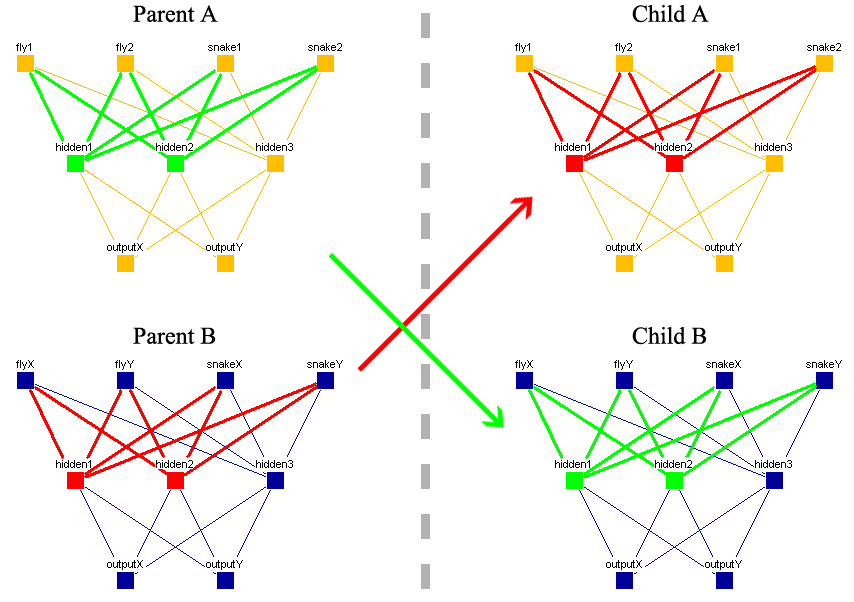 Parent A
Child A
fly1 fly2 snake1 snake2
fly1 fly2 snake1 snake2
hidden1 hidden2 hidden3
hidden1 hidden2 hidden3
outputX outputY
outputX outputY
Parent B
Child B
flyX flyY snakeX snakeY
flyX flyY snakeX snakeY
hidden1 hidden2 hidden3
hidden1 hidden2 hidden3
outputX outputY
outputX outputY